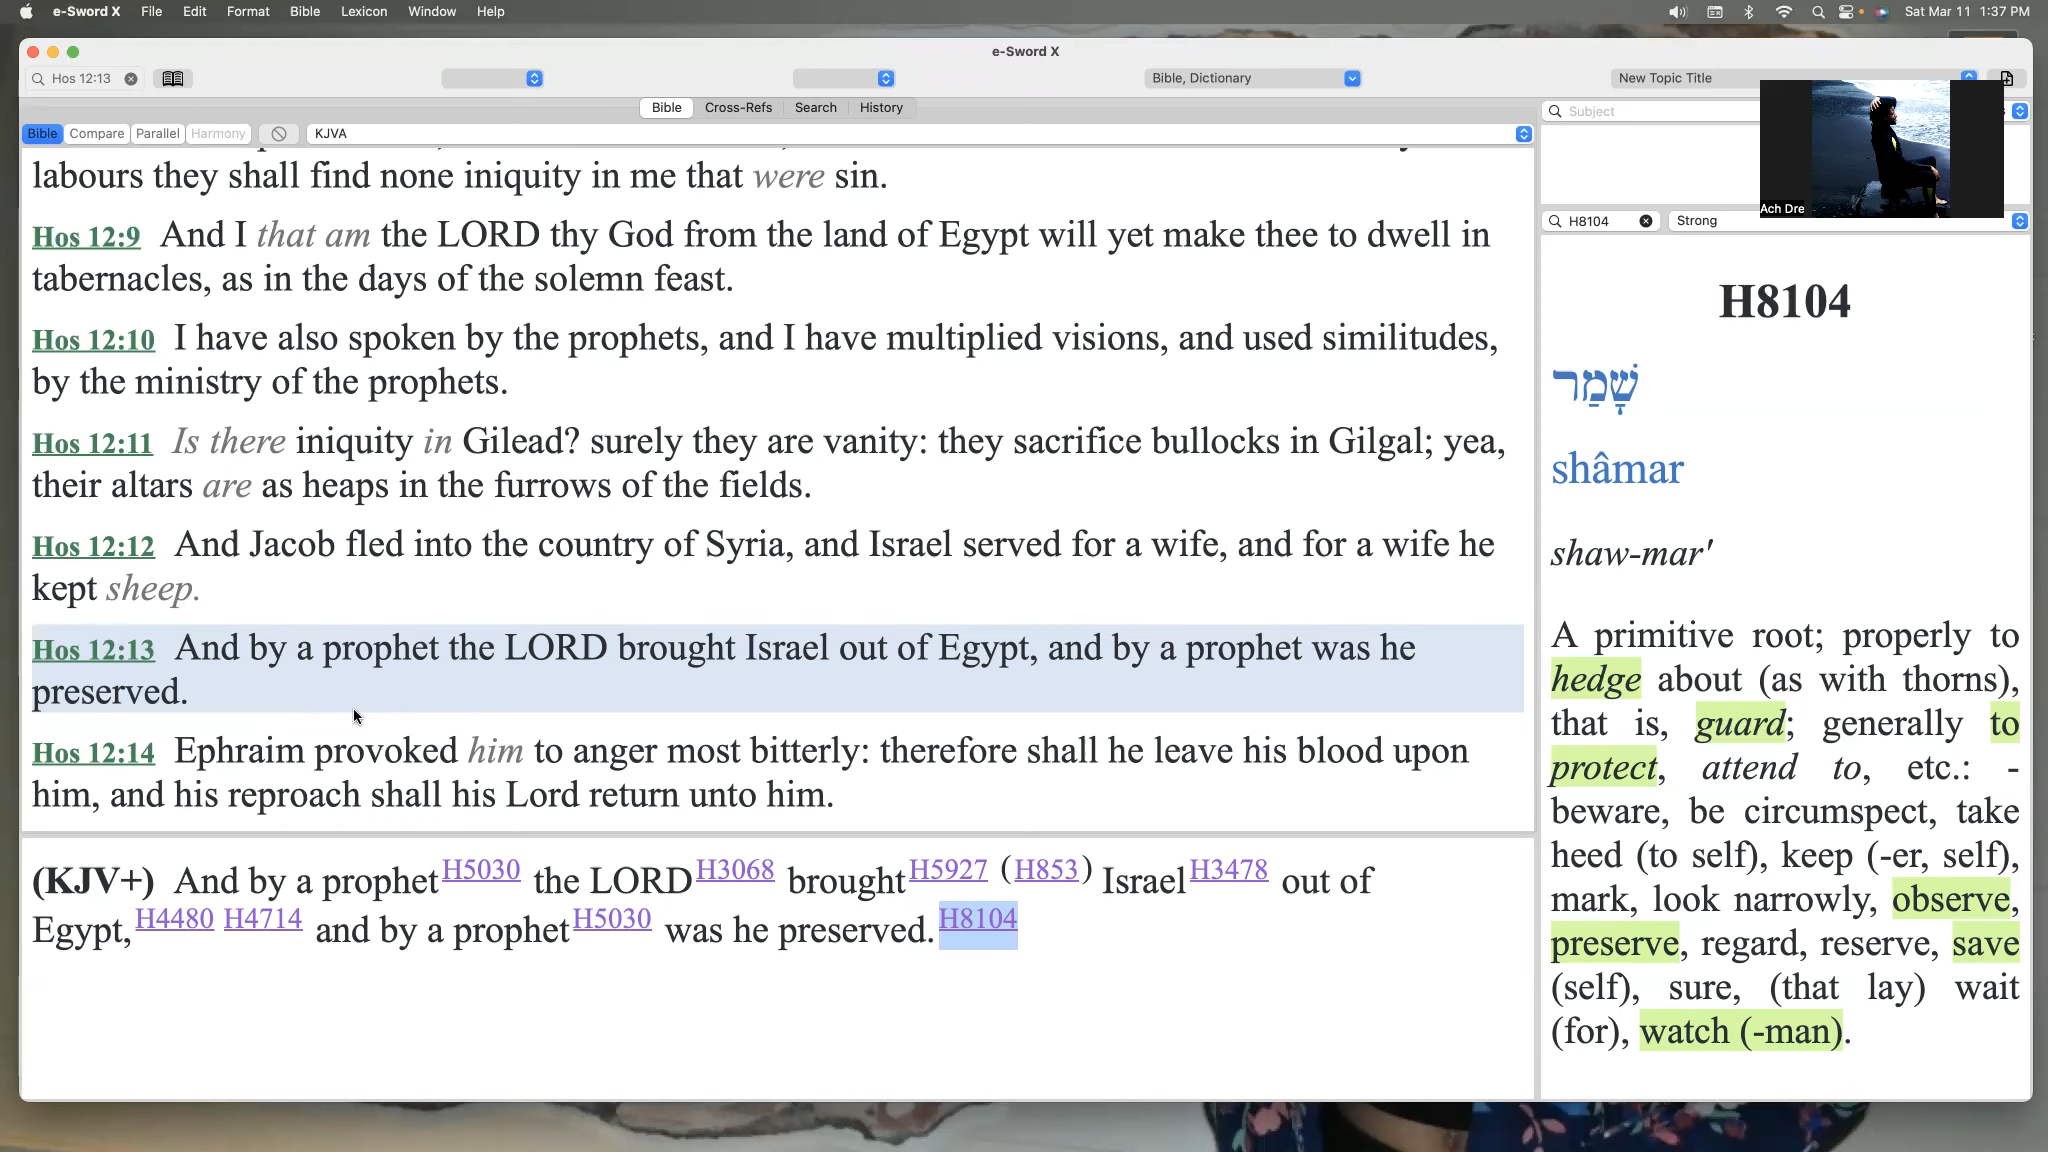 e-Sword X File Edit Format Bible Lexicon Window Help Sat Mar 11 1:37 PM
e-Sword X
Hos 12:13 Bible, Dictionary New Topic Title
Bible Cross-Refs Search History
Subject
Bible Compare Parallel Harmony KJVA
labours they shall find none iniquity in me that were sin.
Hos 12:9 And I that am the LORD thy God from the land of Egypt will yet make thee to dwell in
tabernacles, as in the days of the solemn feast.
Hos 12:10 I have also spoken by the prophets, and I have multiplied visions, and used similitudes,
by the ministry of the prophets.
Hos 12:11 Is there iniquity in Gilead? surely they are vanity: they sacrifice bullocks in Gilgal; yea,
their altars are as heaps in the furrows of the fields.
Hos 12:12 And Jacob fled into the country of Syria, and Israel served for a wife, and for a wife he
kept sheep.
Hos 12:13 And by a prophet the LORD brought Israel out of Egypt, and by a prophet was he
preserved.
Hos 12:14 Ephraim provoked him to anger most bitterly: therefore shall he leave his blood upon
him, and his reproach shall his Lord return unto him.
(KJV+) And by a prophet H5030 the LORD H3068 brought H5927 (H853) Israel H3478 out of
Egypt, H4480 H4714 and by a prophet H5030 was he preserved. H8104
Ach Dre
H8104 Strong
H8104
שָׁמַר
shâmar
shaw-mar'
A primitive root; properly to
hedge about (as with thorns),
that is, guard; generally to
protect, attend to, etc.: -
beware, be circumspect, take
heed (to self), keep (-er, self),
mark, look narrowly, observe,
preserve, regard, reserve, save
(self), sure, (that lay) wait
(for), watch (-man).